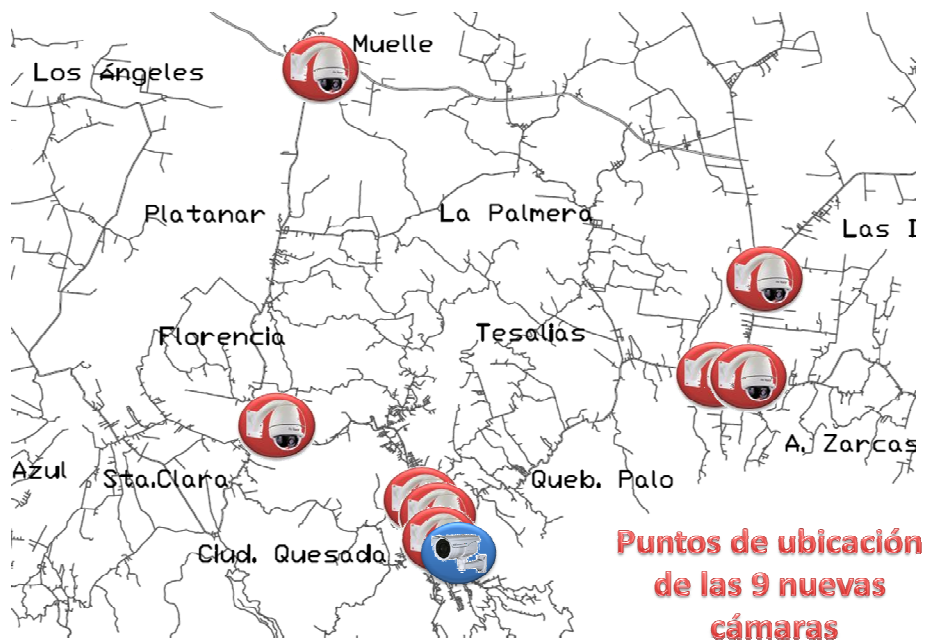 Muelle
Los Ángeles
Platanar
La Palmera
Las I
Florencia
Tesalias
A. Zarcas
Azul
Sta.Clara
Queb. Palo
Ciud. Quesada
Puntos de ubicación
de las 9 nuevas
cámaras